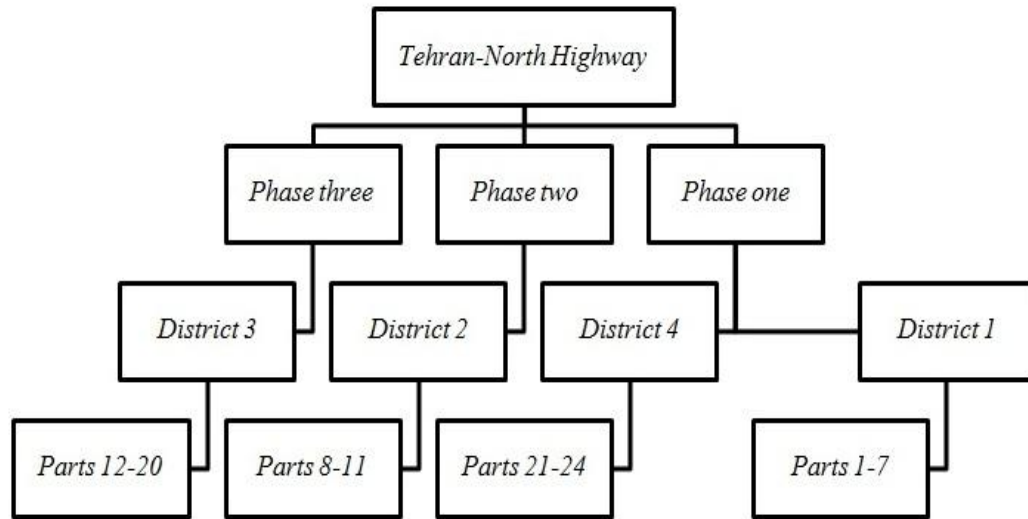 Tehran-North Highway
Phase three
Phase two
Phase one
District 3
District 2
District 4
District 1
Parts 12-20
Parts 8-11
Parts 21-24
Parts 1-7